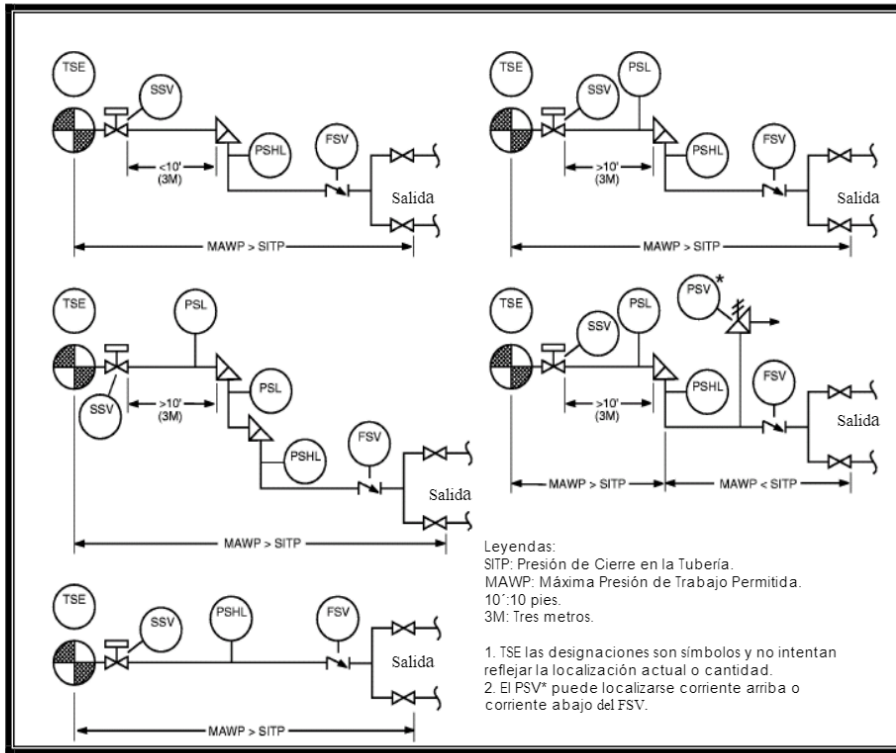 TSE
SSV
PSHL
FSV
<10'
(3M)
Salida
MAWP > SITP
TSE
SSV
PSL
PSHL
FSV
>10'
(3M)
Salida
MAWP > SITP
TSE
PSL
SSV
>10'
(3M)
PSL
PSHL
FSV
Salida
MAWP > SITP
TSE
SSV
PSL
PSV *
PSHL
FSV
>10'
(3M)
Salida
MAWP > SITP
MAWP < SITP
TSE
SSV
PSHL
FSV
Salida
MAWP > SITP
Leyendas:
SITP: Presión de Cierre en la Tubería.
MAWP: Máxima Presión de Trabajo Permitida.
10´:10 pies.
3M: Tres metros.
1. TSE las designaciones son símbolos y no intentan
reflejar la localización actual o cantidad.
2. El PSV* puede localizarse corriente arriba o
corriente abajo del FSV.